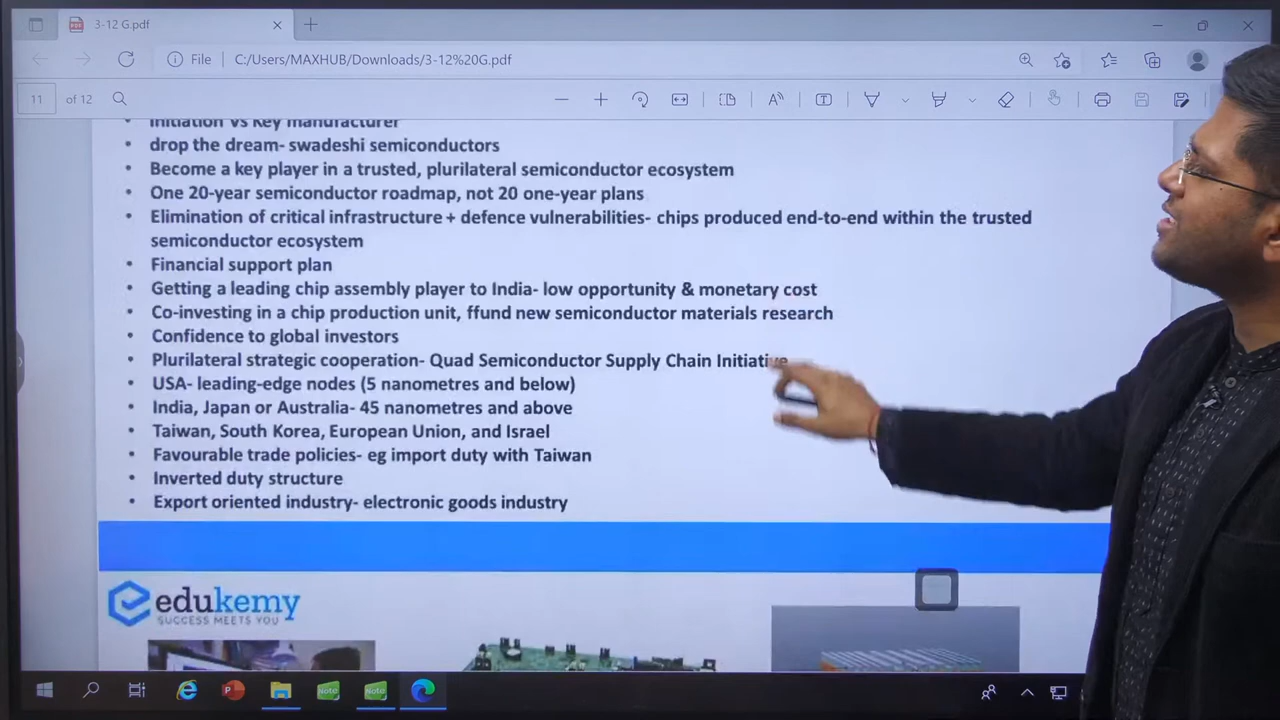 3-12 G.pdf
File
C:/Users/MAXHUB/Downloads/3-12%20G.pdf
11
of 12
Initiation Vs Key manufacturer
drop the dream- swadeshi semiconductors
Become a key player in a trusted, plurilateral semiconductor ecosystem
One 20-year semiconductor roadmap, not 20 one-year plans
Elimination of critical infrastructure + defence vulnerabilities- chips produced end-to-end within the trusted
semiconductor ecosystem
Financial support plan
Getting a leading chip assembly player to India- low opportunity & monetary cost
Co-investing in a chip production unit, ffund new semiconductor materials research
Confidence to global investors
Plurilateral strategic cooperation- Quad Semiconductor Supply Chain Initiative
USA- leading-edge nodes (5 nanometres and below)
India, Japan or Australia- 45 nanometres and above
Taiwan, South Korea, European Union, and Israel
Favourable trade policies- eg import duty with Taiwan
Inverted duty structure
Export oriented industry- electronic goods industry
edukemy
SUCCESS MEETS YOU
Note
Note